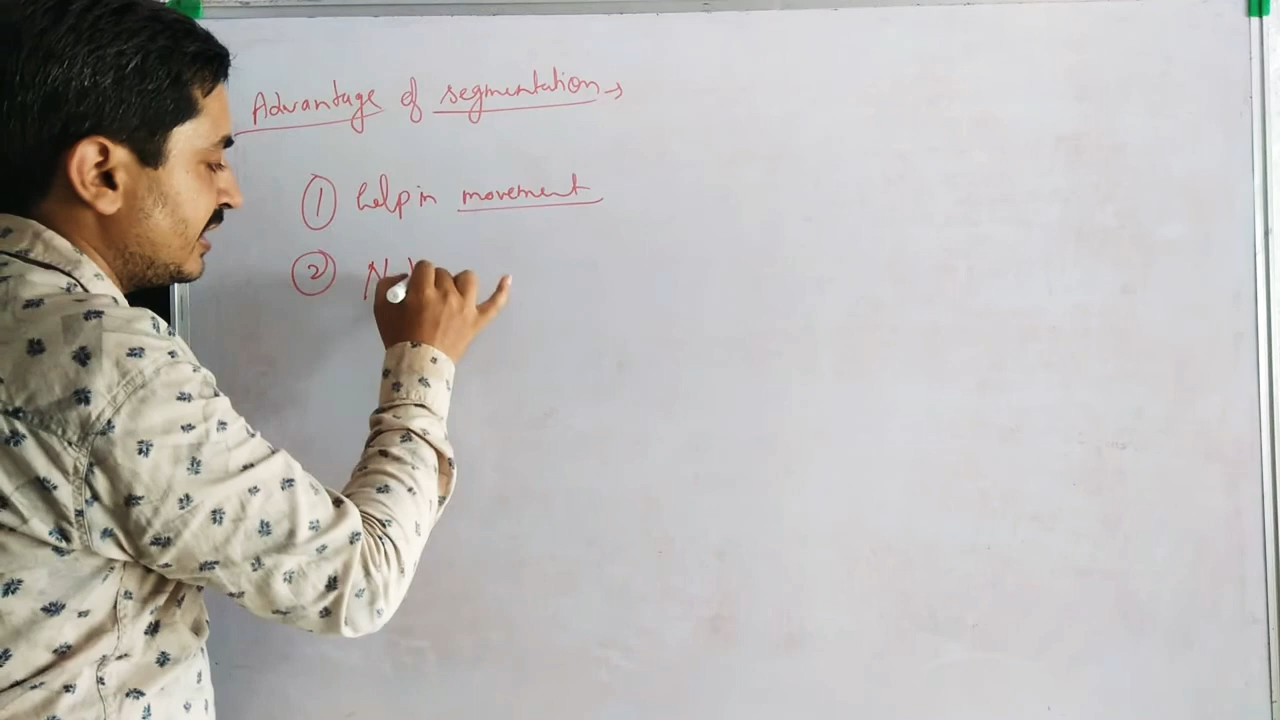 Advantage of segmentation →
① help in movement
②